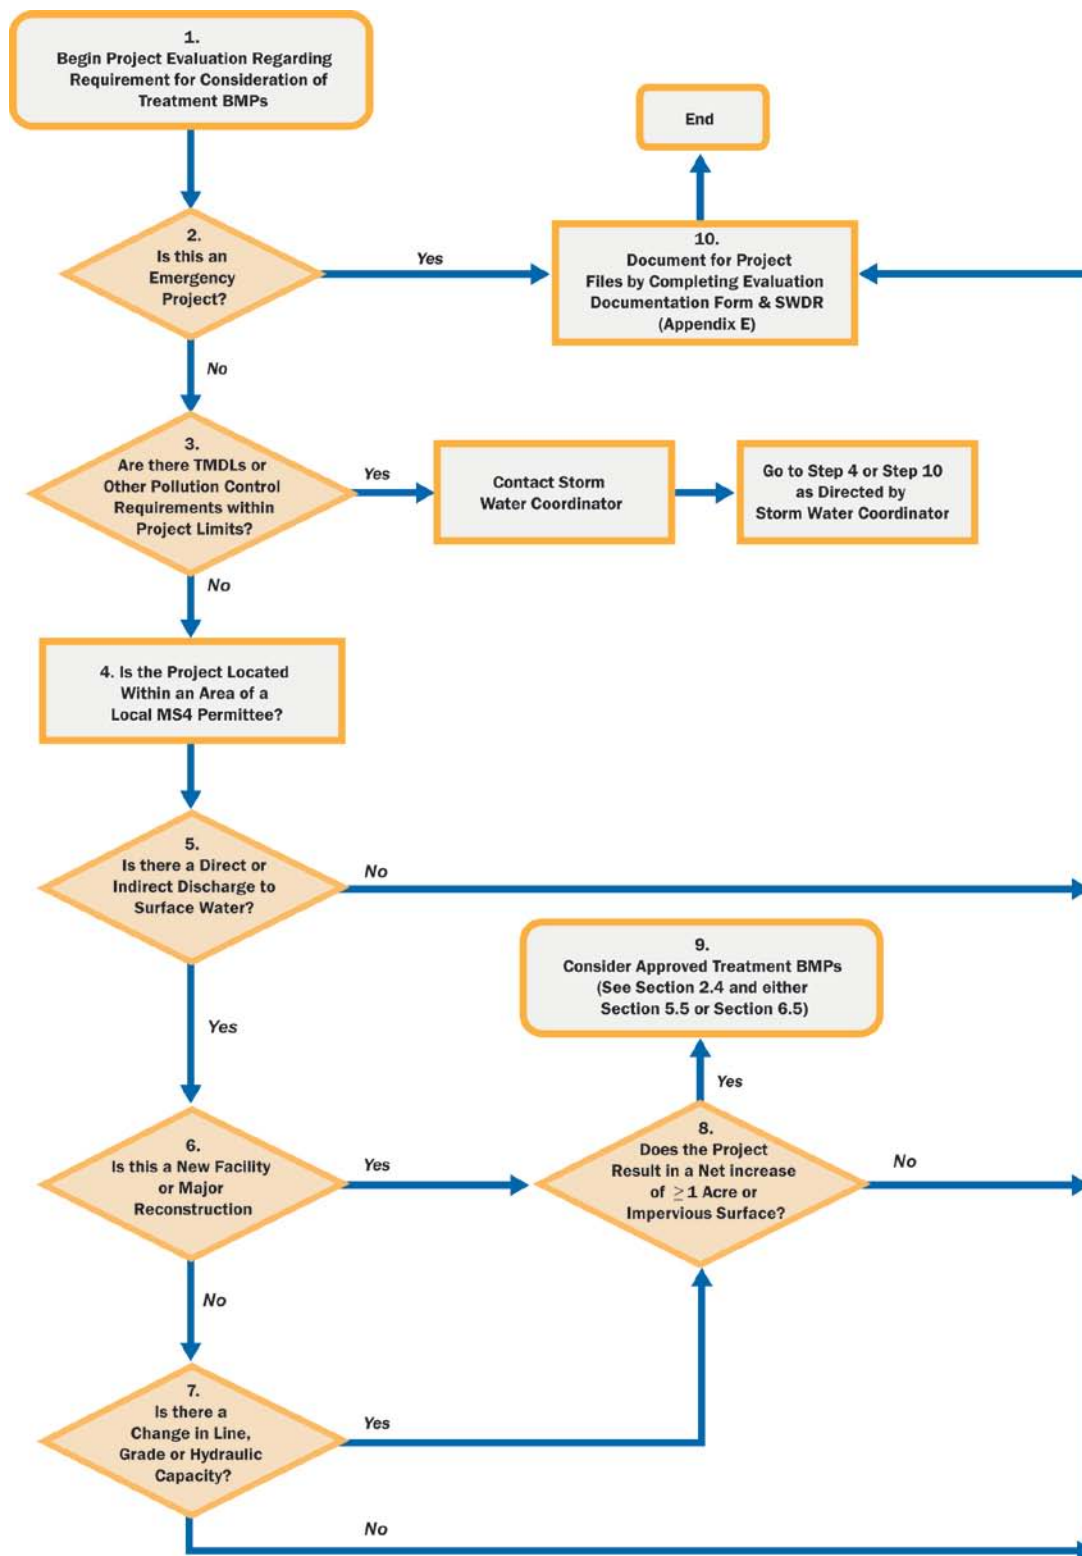 1.
Begin Project Evaluation Regarding
Requirement for Consideration of
Treatment BMPs
End
2.
Is this an
Emergency
Project?
Yes
10.
Document for Project
Files by Completing Evaluation
Documentation Form & SWDR
(Appendix E)
No
3.
Are there TMDLs or
Other Pollution Control
Requirements within
Project Limits?
Yes
Contact Storm
Water Coordinator
Go to Step 4 or Step 10
as Directed by
Storm Water Coordinator
No
4. Is the Project Located
Within an Area of a
Local MS4 Permittee?
5.
Is there a Direct or
Indirect Discharge to
Surface Water?
No
Yes
9.
Consider Approved Treatment BMPs
(See Section 2.4 and either
Section 5.5 or Section 6.5)
Yes
6.
Is this a New Facility
or Major
Reconstruction
Yes
8.
Does the Project
Result in a Net increase
of ≥1 Acre or
Impervious Surface?
No
No
7.
Is there a
Change in Line,
Grade or Hydraulic
Capacity?
Yes
No